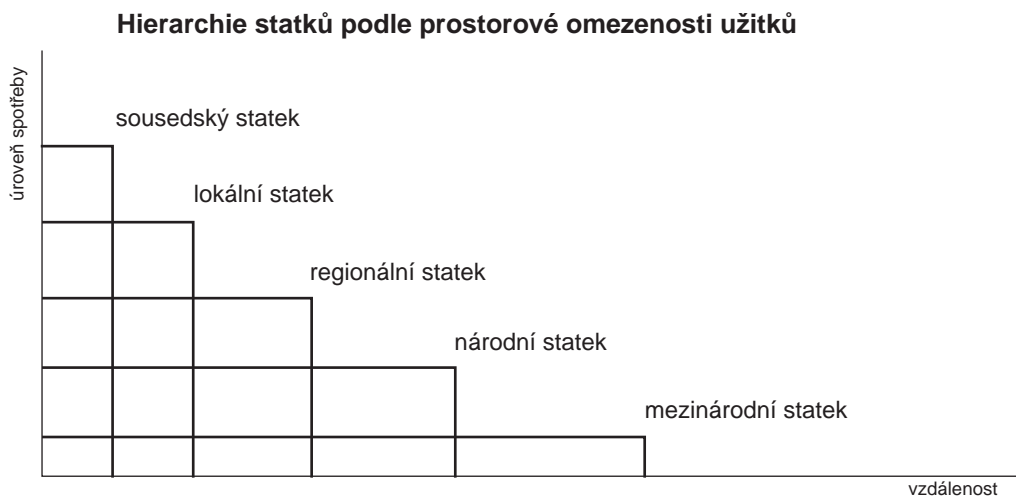 Hierarchie statků podle prostorové omezenosti užitků
úroveň spotřeby
sousedský statek
lokální statek
regionální statek
národní statek
mezinárodní statek
vzdálenost